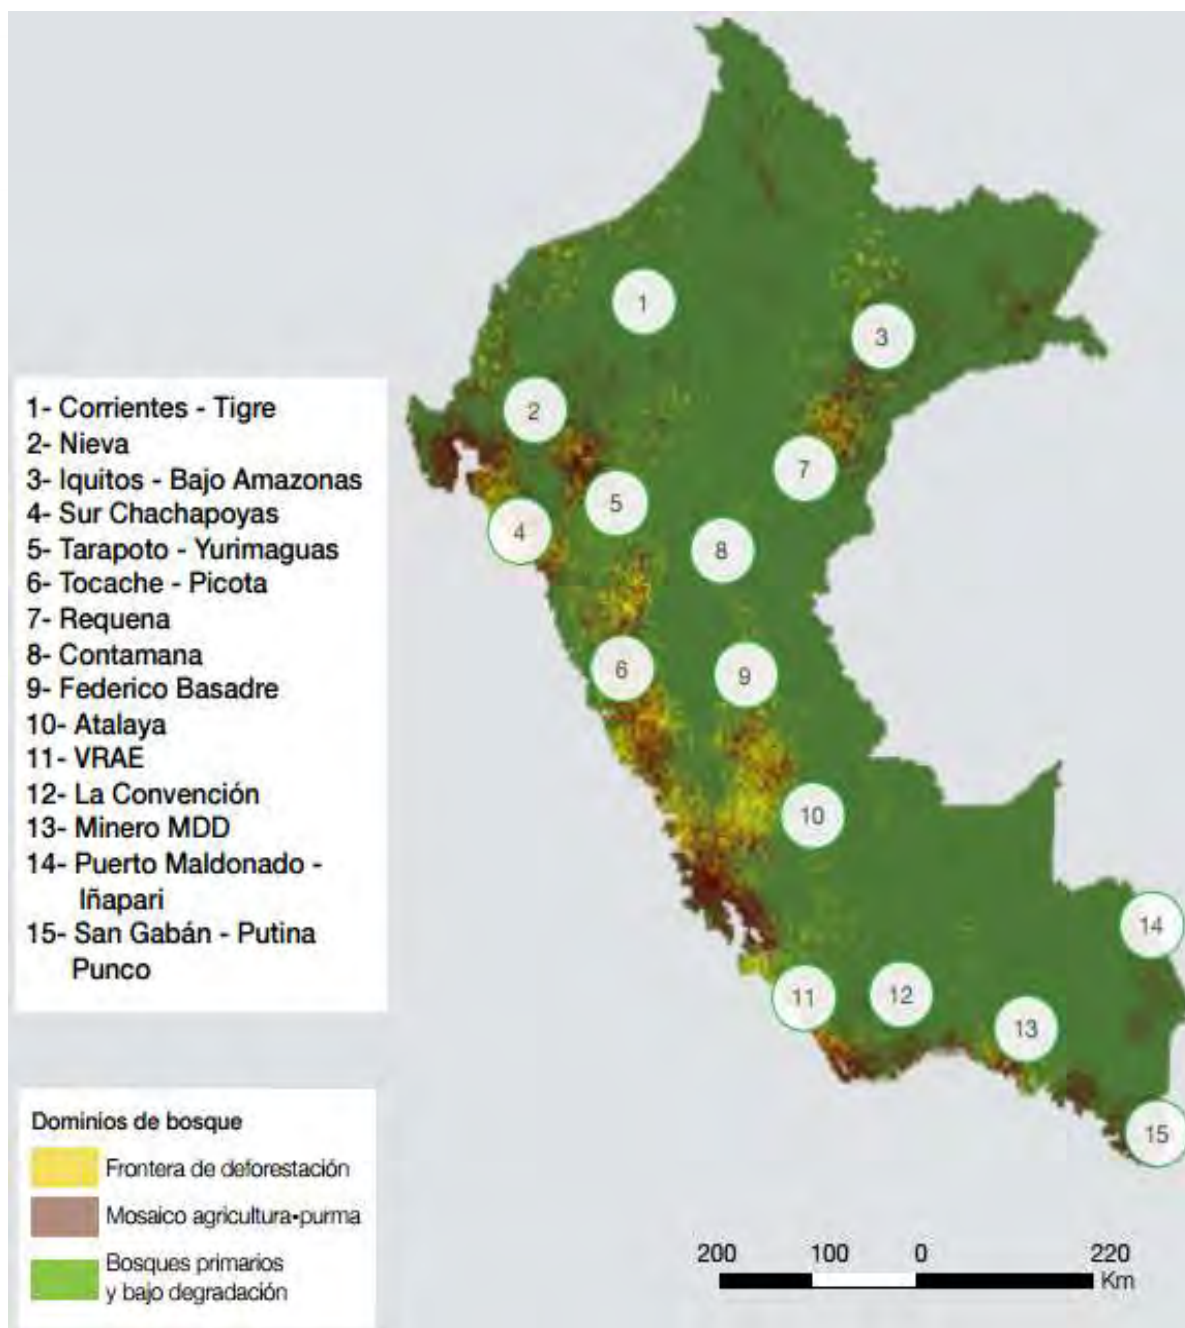 1
2
3
4
5
6
7
8
9
10
11
12
13
14
15
1- Corrientes - Tigre
2- Nieva
3- Iquitos - Bajo Amazonas
4- Sur Chachapoyas
5- Tarapoto - Yurimaguas
6- Tocache - Picota
7- Requena
8- Contamana
9- Federico Basadre
10- Atalaya
11- VRAE
12- La Convención
13- Minero MDD
14- Puerto Maldonado -
Iñapari
15- San Gabán - Putina
Punco
Dominios de bosque
Frontera de deforestación
Mosaico agricultura•purma
Bosques primarios
y bajo degradación
200 100 0 220
Km